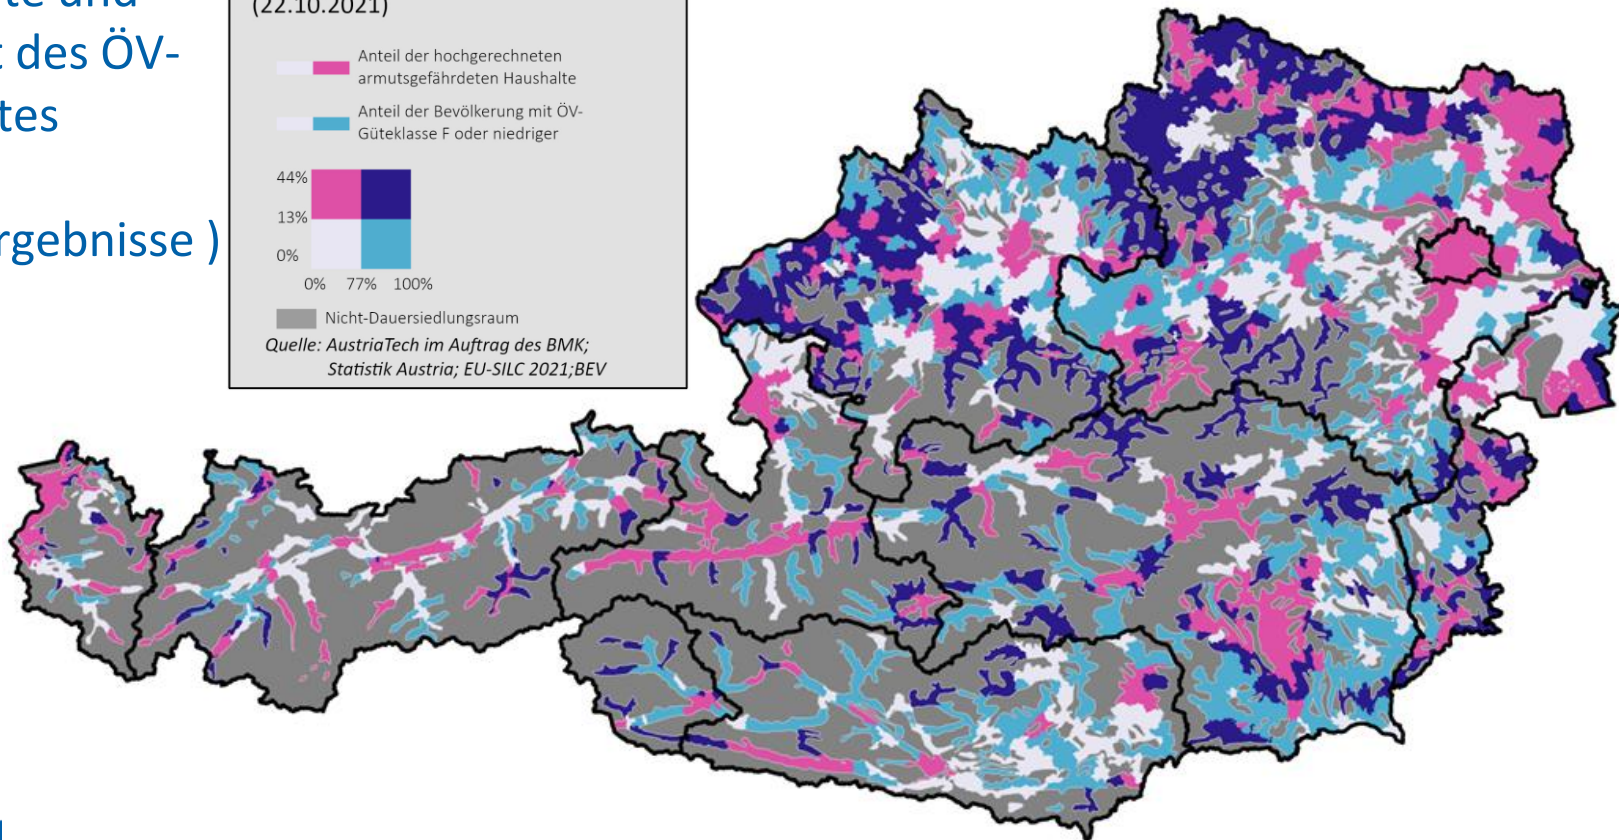 te und
t des ÖV-
tes
rgebnisse )
(22.10.2021)
Anteil der hochgerechneten
armutsgefährdeten Haushalte
Anteil der Bevölkerung mit ÖV-
Güteklasse F oder niedriger
44%
13%
0%
0% 77% 100%
Nicht-Dauersiedlungsraum
Quelle: AustriaTech im Auftrag des BMK;
Statistik Austria; EU-SILC 2021;BEV